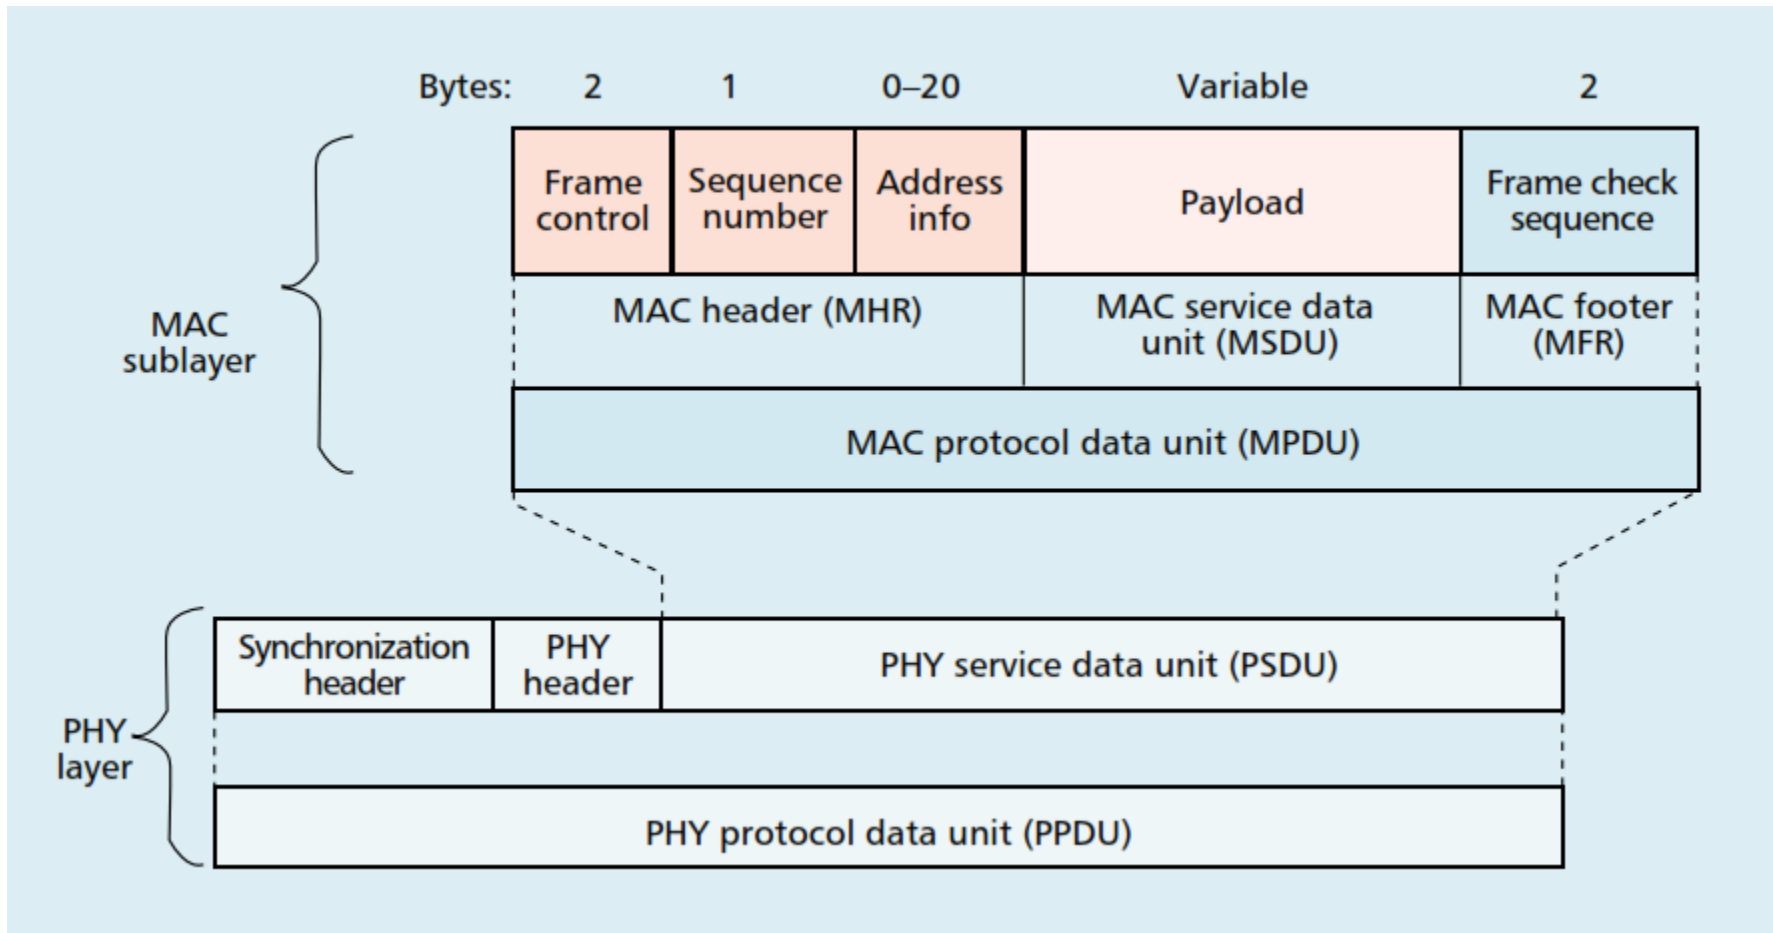 Bytes: 2 1 0–20 Variable 2
Frame
control
Sequence
number
Address
info
Payload
Frame check
sequence
MAC header (MHR)
MAC service data
unit (MSDU)
MAC footer
(MFR)
MAC
sublayer
MAC protocol data unit (MPDU)
Synchronization
header
PHY
header
PHY service data unit (PSDU)
PHY
layer
PHY protocol data unit (PPDU)